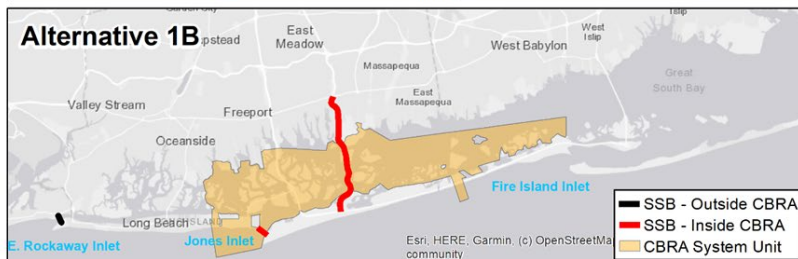 Alternative 1B
East
Meadow
West Babylon
West
Islip
Massapequa
Great
South Bay
East
Massapequa
Valley Stream
Freeport
Oceanside
Fire Island Inlet
Long Beach
E. Rockaway Inlet
Jones Inlet
Esri, HERE, Garmin, (c) OpenStreetMap
community
SSB - Outside CBRA
SSB - Inside CBRA
CBRA System Unit